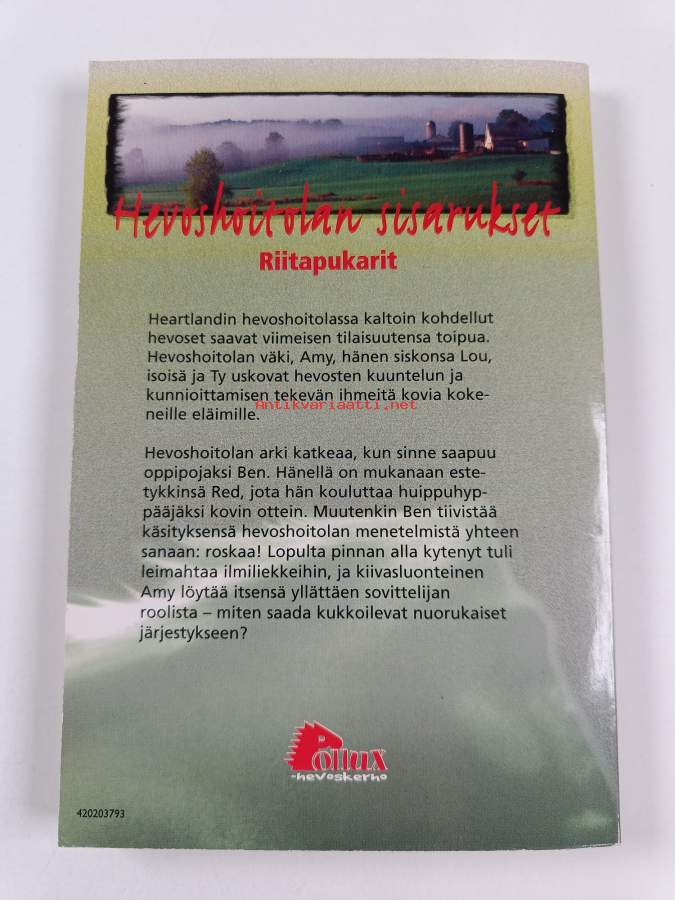 Hevoshoitolan sisarukset
Riitapukarit
Heartlandin hevoshoitolassa kaltoin kohdellut
hevoset saavat viimeisen tilaisuutensa toipua.
Hevoshoitolan väki, Amy, hänen siskonsa Lou,
isoisä ja Ty uskovat hevosten kuuntelun ja
kunnioittamisen tekevän ihmeitä kovia koke-
Antikvariaatti.net
neille eläimille.
Hevoshoitolan arki katkeaa, kun sinne saapuu
oppipojaksi Ben. Hänellä on mukanaan este-
tykkinsä Red, jota hän kouluttaa huippuhyp-
pääjäksi kovin ottein. Muutenkin Ben tiivistää
käsityksensä hevoshoitolan menetelmistä yhteen
sanaan: roskaa! Lopulta pinnan alla kytenyt tuli
leimahtaa ilmiliekkeihin, ja kiivasluonteinen
Amy löytää itsensä yllättäen sovittelijan
roolista – miten saada kukkoilevat nuorukaiset
järjestykseen?
Pollux
-hevoskerho
420203793